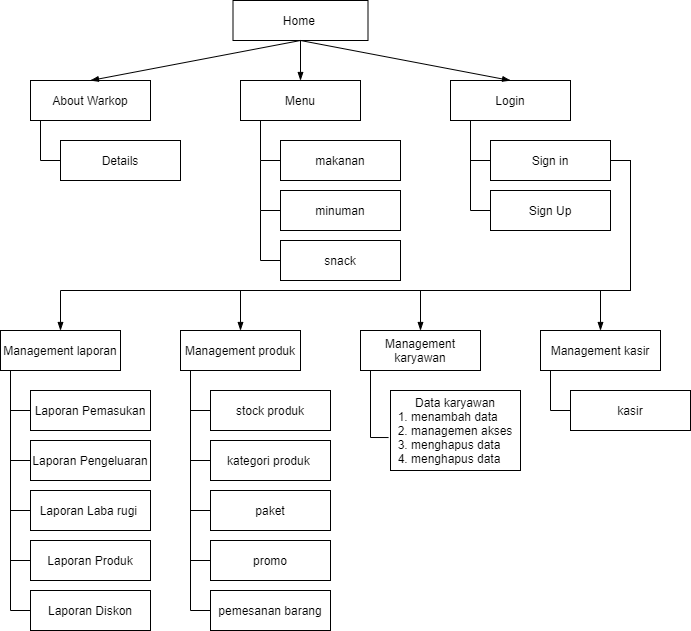 Home
About Warkop
Menu
Login
Details
makanan
Sign in
minuman
Sign Up
snack
Management laporan
Management produk
Management
karyawan
Management kasir
Laporan Pemasukan
stock produk
Data karyawan
1. menambah data
2. managemen akses
3. menghapus data
4. menghapus data
kasir
Laporan Pengeluaran
kategori produk
Laporan Laba rugi
paket
Laporan Produk
promo
Laporan Diskon
pemesanan barang